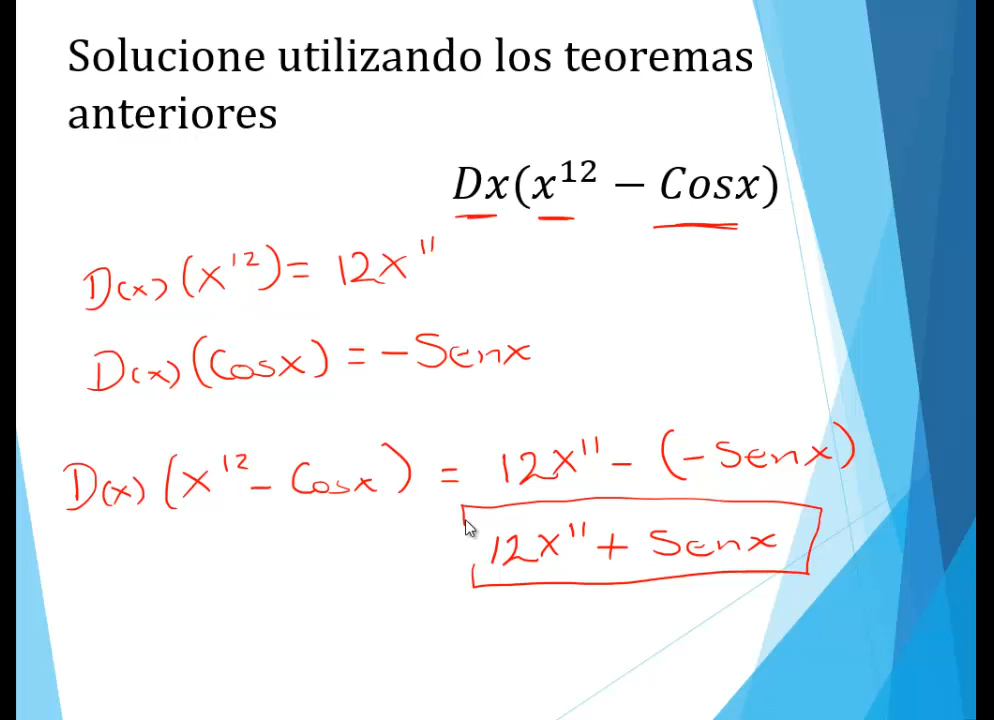 Solucione utilizando los teoremas
anteriores
Dx(x¹² − Cosx)
D(x) (x¹²) = 12x¹¹
D(x) (Cosx) = -Senx
D(x) (x¹² - Cosx) = 12x¹¹ - (-Senx)
12x¹¹ + Senx